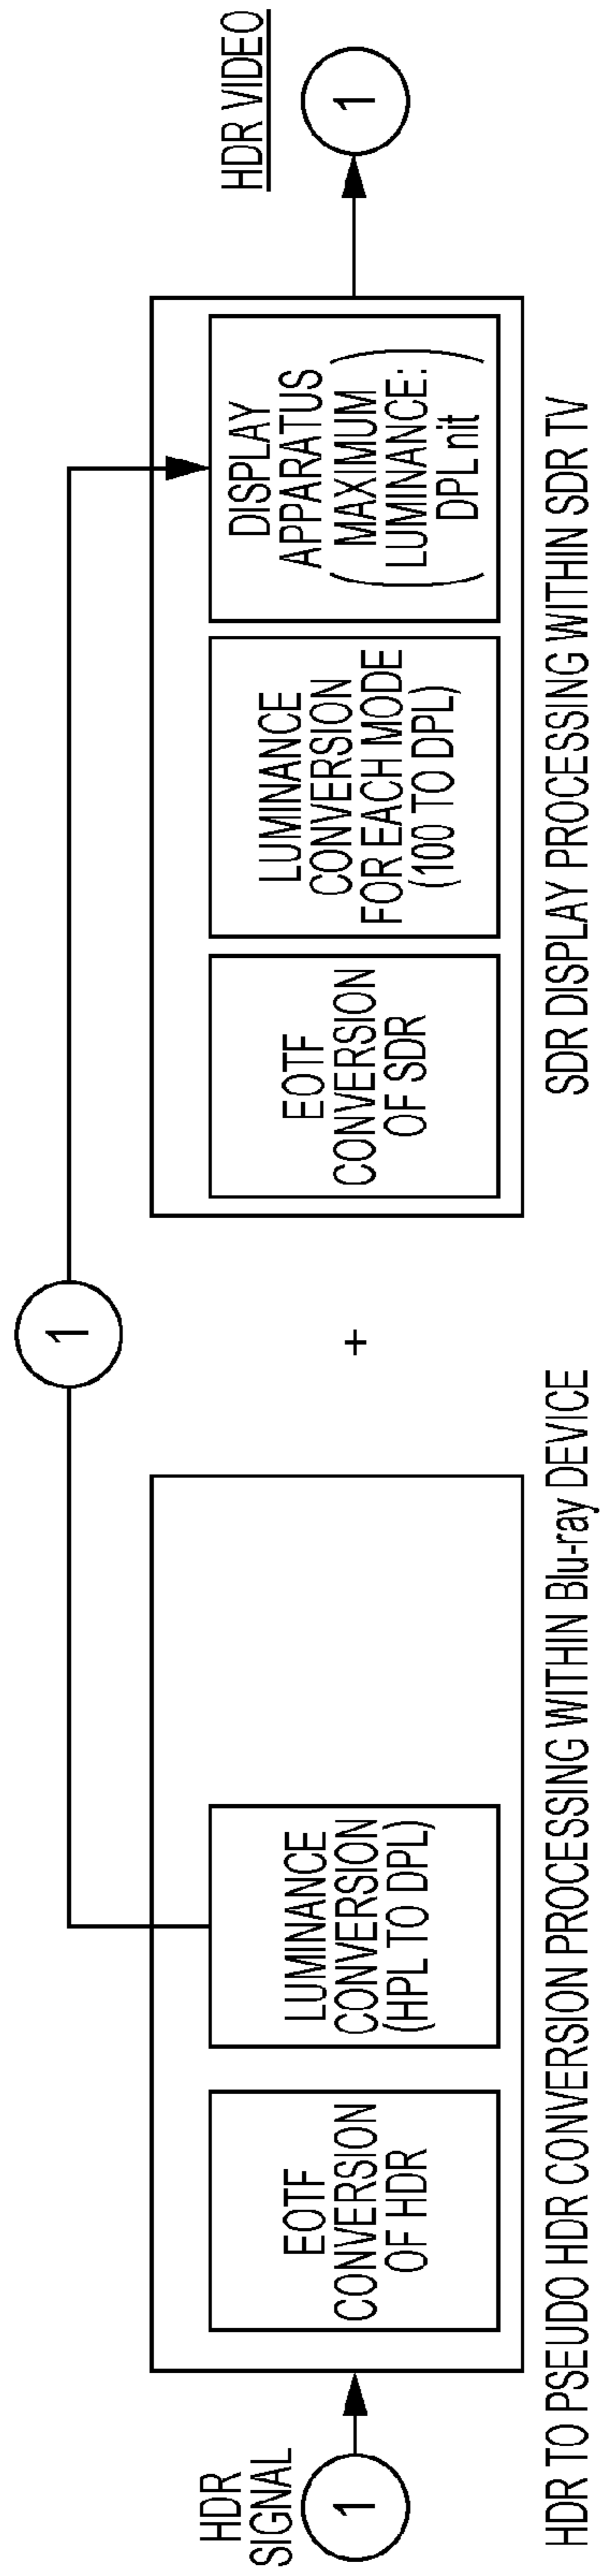 HDR
SIGNAL
1
EOTF
CONVERSION
OF HDR
LUMINANCE
CONVERSION
(HPL TO DPL)
HDR TO PSEUDO HDR CONVERSION PROCESSING WITHIN Blu-ray DEVICE
1
+
EOTF
CONVERSION
OF SDR
LUMINANCE
CONVERSION
FOR EACH MODE
(100 TO DPL)
DISPLAY
APPARATUS
(MAXIMUM
LUMINANCE:
DPL nit)
SDR DISPLAY PROCESSING WITHIN SDR TV
HDR VIDEO
1